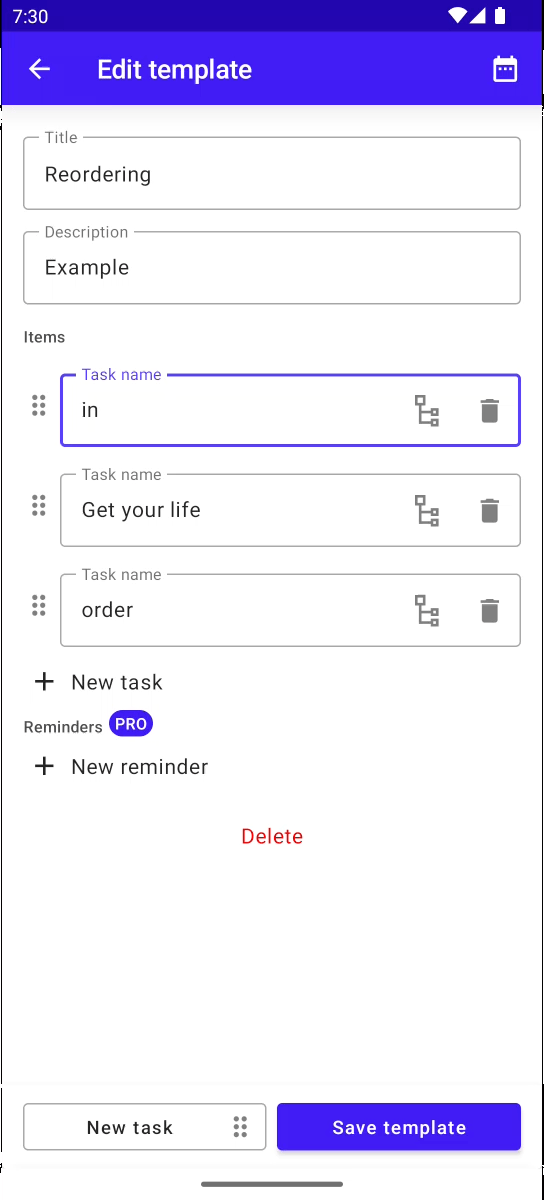 7:30
Edit template
Title
Reordering
Description
Example
Items
Task name
in
Task name
Get your life
Task name
order
New task
Reminders PRO
New reminder
Delete
New task
Save template